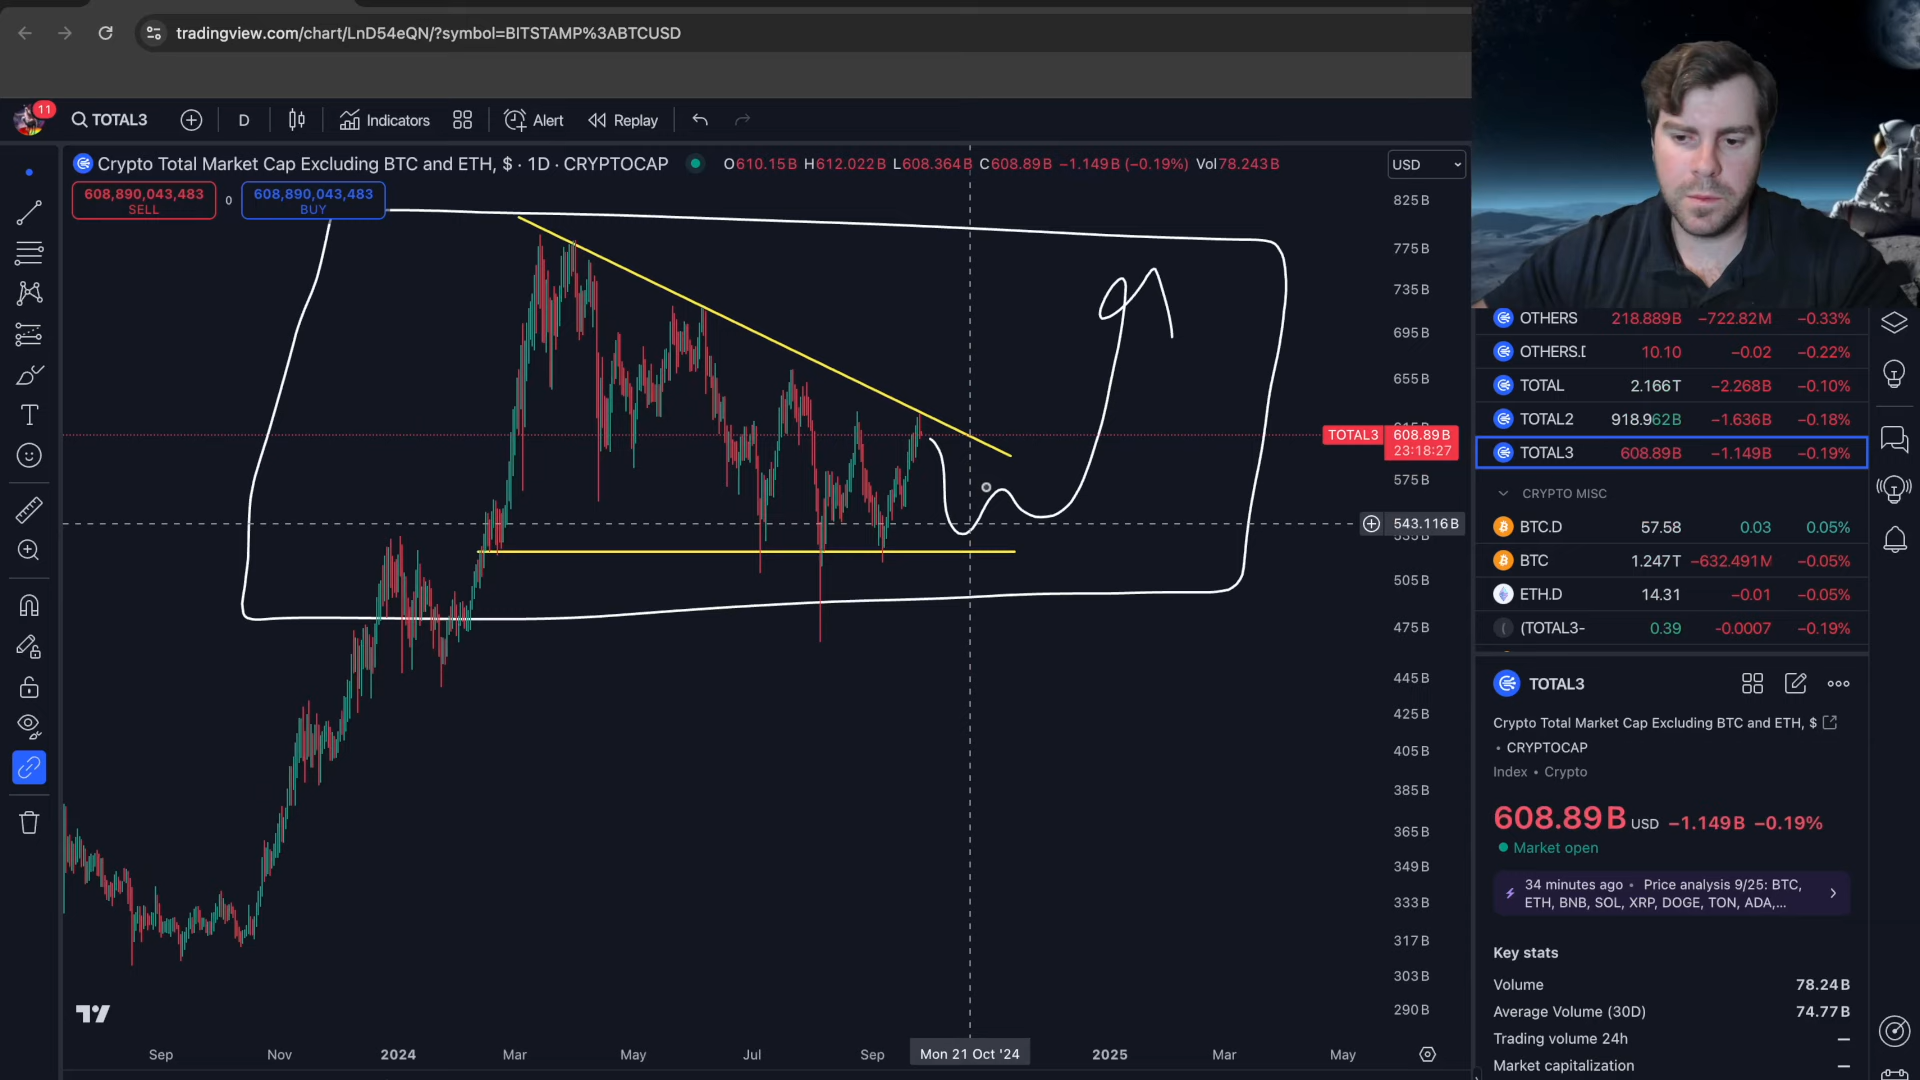 tradingview.com/chart/LnD54eQN/?symbol=BITSTAMP%3ABTCUSD
11
TOTAL3
D
Indicators
Alert
Replay
Crypto Total Market Cap Excluding BTC and ETH, $ · 1D · CRYPTOCAP
O610.15B H612.022B L608.364B C608.89B −1.149B (−0.19%) Vol78.243B
USD
608,890,043,483
SELL
0
608,890,043,483
BUY
825B
775B
735B
695B
655B
TOTAL3
608.89B
23:18:27
575B
543.116B
505B
475B
445B
425B
405B
385B
365B
349B
333B
317B
303B
290B
Sep
Nov
2024
Mar
May
Jul
Sep
Mon 21 Oct '24
2025
Mar
May
OTHERS 218.889B −722.82M −0.33%
OTHERS.D 10.10 −0.02 −0.22%
TOTAL 2.166T −2.268B −0.10%
TOTAL2 918.962B −1.636B −0.18%
TOTAL3 608.89B −1.149B −0.19%
CRYPTO MISC
BTC.D 57.58 0.03 0.05%
BTC 1.247T −632.491M −0.05%
ETH.D 14.31 −0.01 −0.05%
(TOTAL3- 0.39 −0.0007 −0.19%
TOTAL3
Crypto Total Market Cap Excluding BTC and ETH, $
• CRYPTOCAP
Index • Crypto
608.89B USD −1.149B −0.19%
Market open
34 minutes ago • Price analysis 9/25: BTC,
ETH, BNB, SOL, XRP, DOGE, TON, ADA,...
Key stats
Volume 78.24B
Average Volume (30D) 74.77B
Trading volume 24h —
Market capitalization —